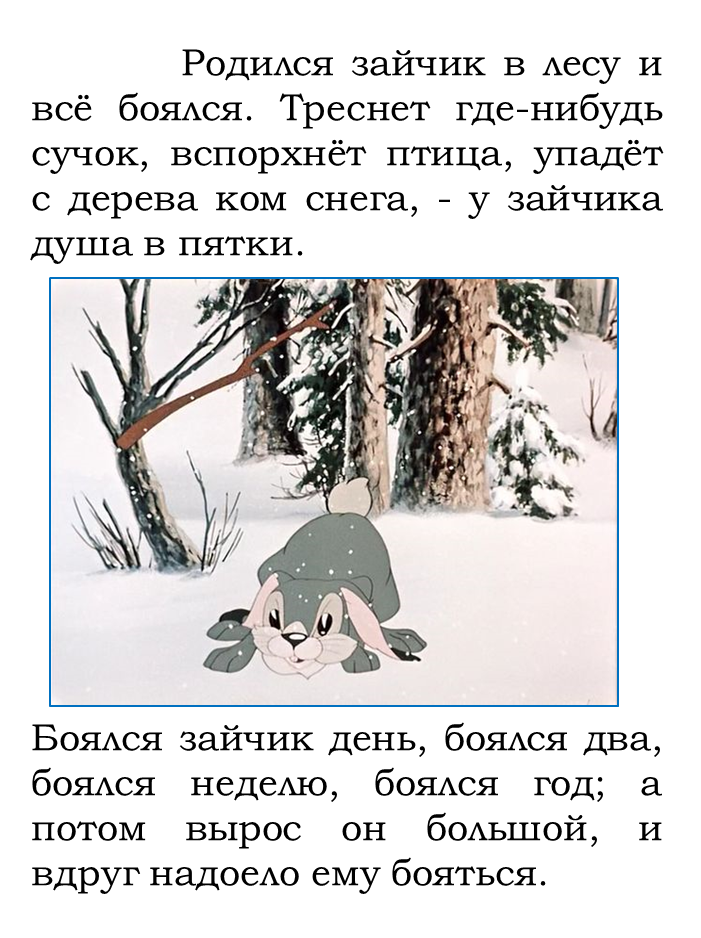 Родился зайчик в лесу и
всё боялся. Треснет где-нибудь
сучок, вспорхнёт птица, упадёт
с дерева ком снега, - у зайчика
душа в пятки.
Боялся зайчик день, боялся два,
боялся неделю, боялся год; а
потом вырос он большой, и
вдруг надоело ему бояться.